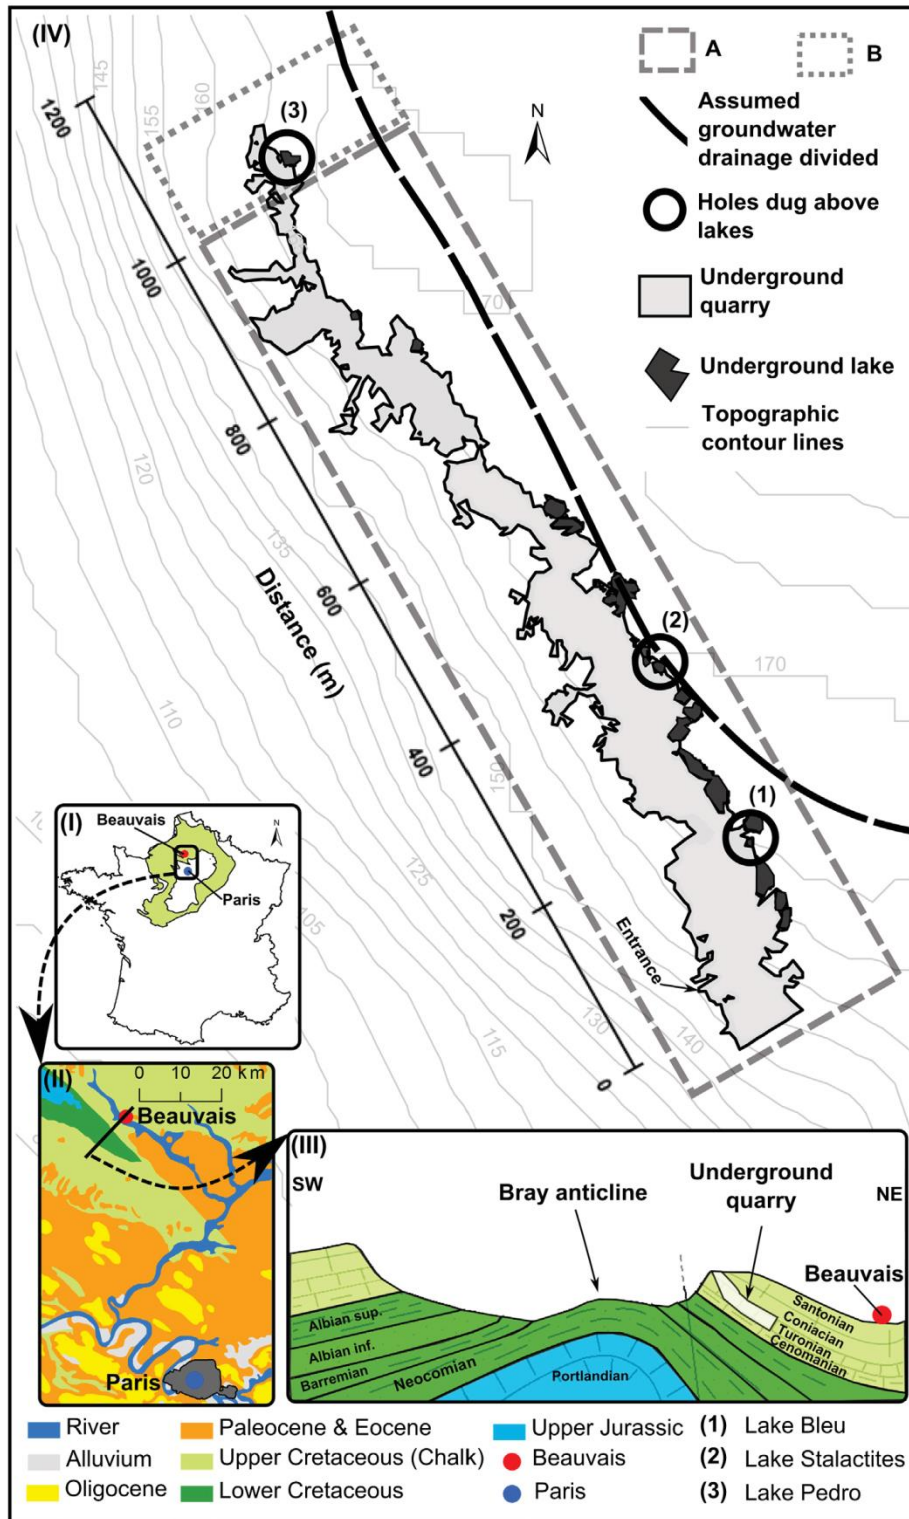 (IV)
A
B
Assumed
groundwater
drainage divided
N
Holes dug above
lakes
Underground
quarry
Underground lake
Topographic
contour lines
145
155
160
(3)
70
120
135
(2)
170
110
150
(1)
125
105
115
130
140
1200
1000
800
600
400
200
0
Distance (m)
Entrance
(I)
Beauvais
N
Paris
(II)
0 10 20 km
Beauvais
Paris
(III)
SW
NE
Bray anticline
Underground
quarry
Beauvais
Albian sup.
Albian inf.
Barremian
Neocomian
Portlandian
Santonian
Coniacian
Turonian
Cenomanian
River
Paleocene & Eocene
Upper Jurassic
(1) Lake Bleu
Alluvium
Upper Cretaceous (Chalk)
Beauvais
(2) Lake Stalactites
Oligocene
Lower Cretaceous
Paris
(3) Lake Pedro